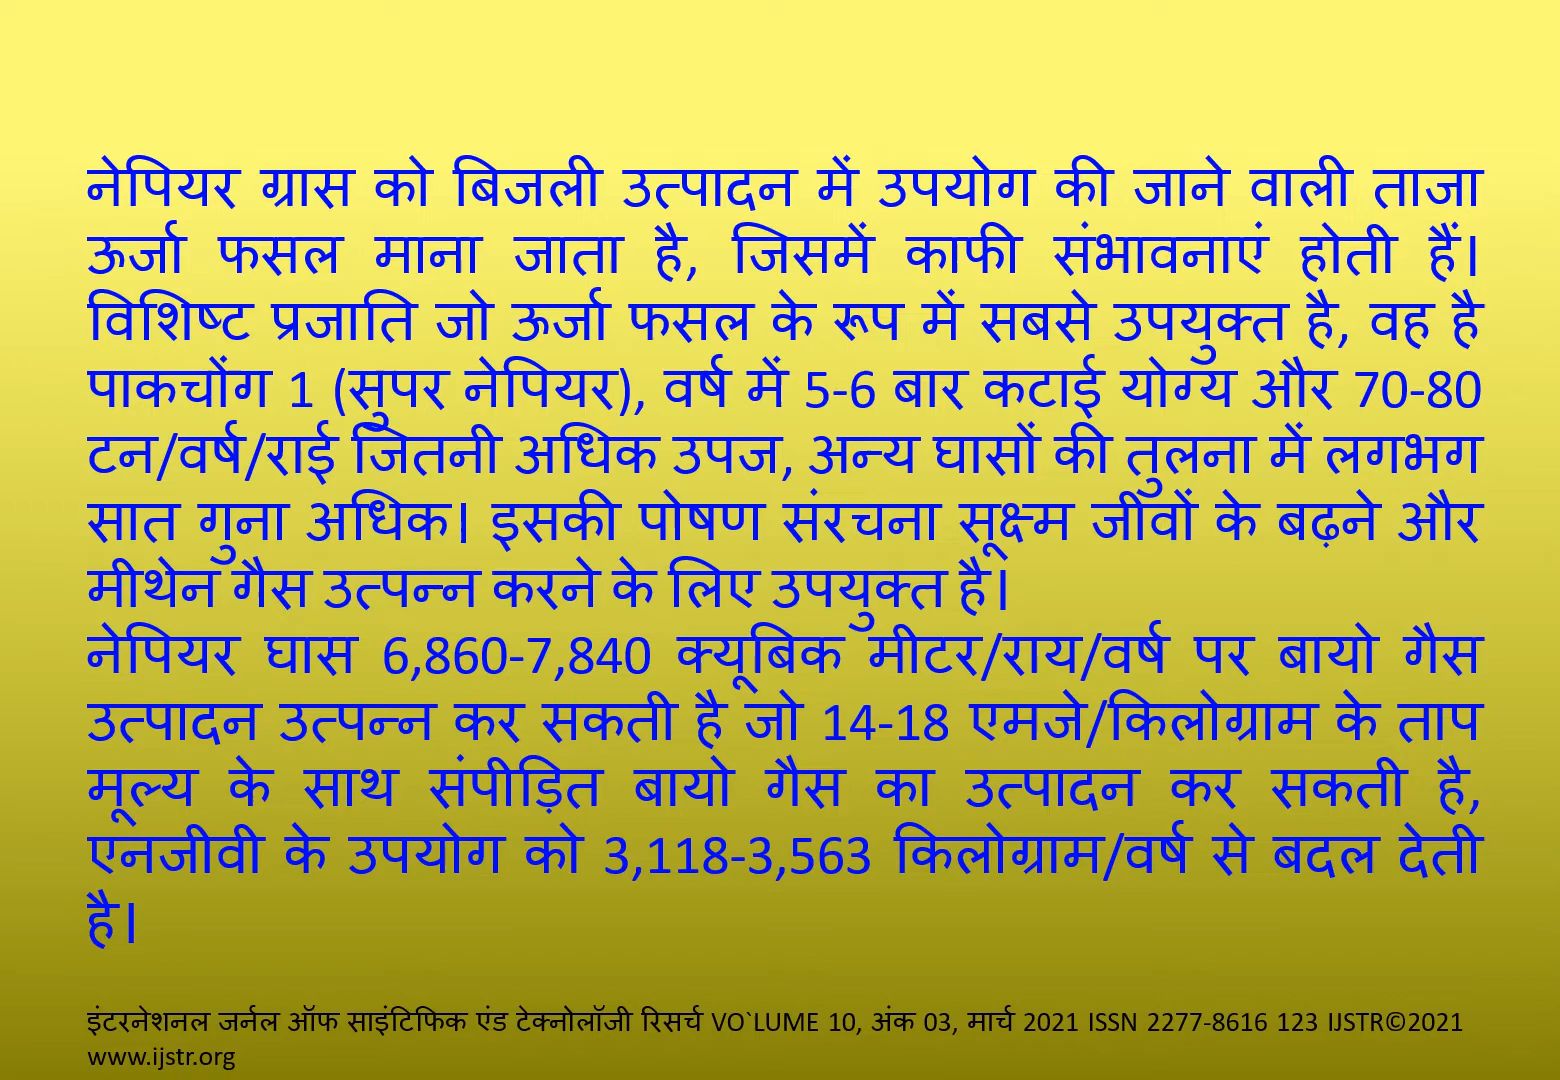 नेपियर ग्रास को बिजली उत्पादन में उपयोग की जाने वाली ताजा
ऊर्जा फसल माना जाता है, जिसमें काफी संभावनाएं होती हैं।
विशिष्ट प्रजाति जो ऊर्जा फसल के रूप में सबसे उपयुक्त है, वह है
पाकचोंग 1 (सुपर नेपियर), वर्ष में 5-6 बार कटाई योग्य और 70-80
टन/वर्ष/राई जितनी अधिक उपज, अन्य घासों की तुलना में लगभग
सात गुना अधिक। इसकी पोषण संरचना सूक्ष्म जीवों के बढ़ने और
मीथेन गैस उत्पन्न करने के लिए उपयुक्त है।
नेपियर घास 6,860-7,840 क्यूबिक मीटर/राय/वर्ष पर बायो गैस
उत्पादन उत्पन्न कर सकती है जो 14-18 एमजे/किलोग्राम के ताप
मूल्य के साथ संपीड़ित बायो गैस का उत्पादन कर सकती है,
एनजीवी के उपयोग को 3,118-3,563 किलोग्राम/वर्ष से बदल देती
है।
इंटरनेशनल जर्नल ऑफ साइंटिफिक एंड टेक्नोलॉजी रिसर्च VO`LUME 10, अंक 03, मार्च 2021 ISSN 2277-8616 123 IJSTR©2021
www.ijstr.org